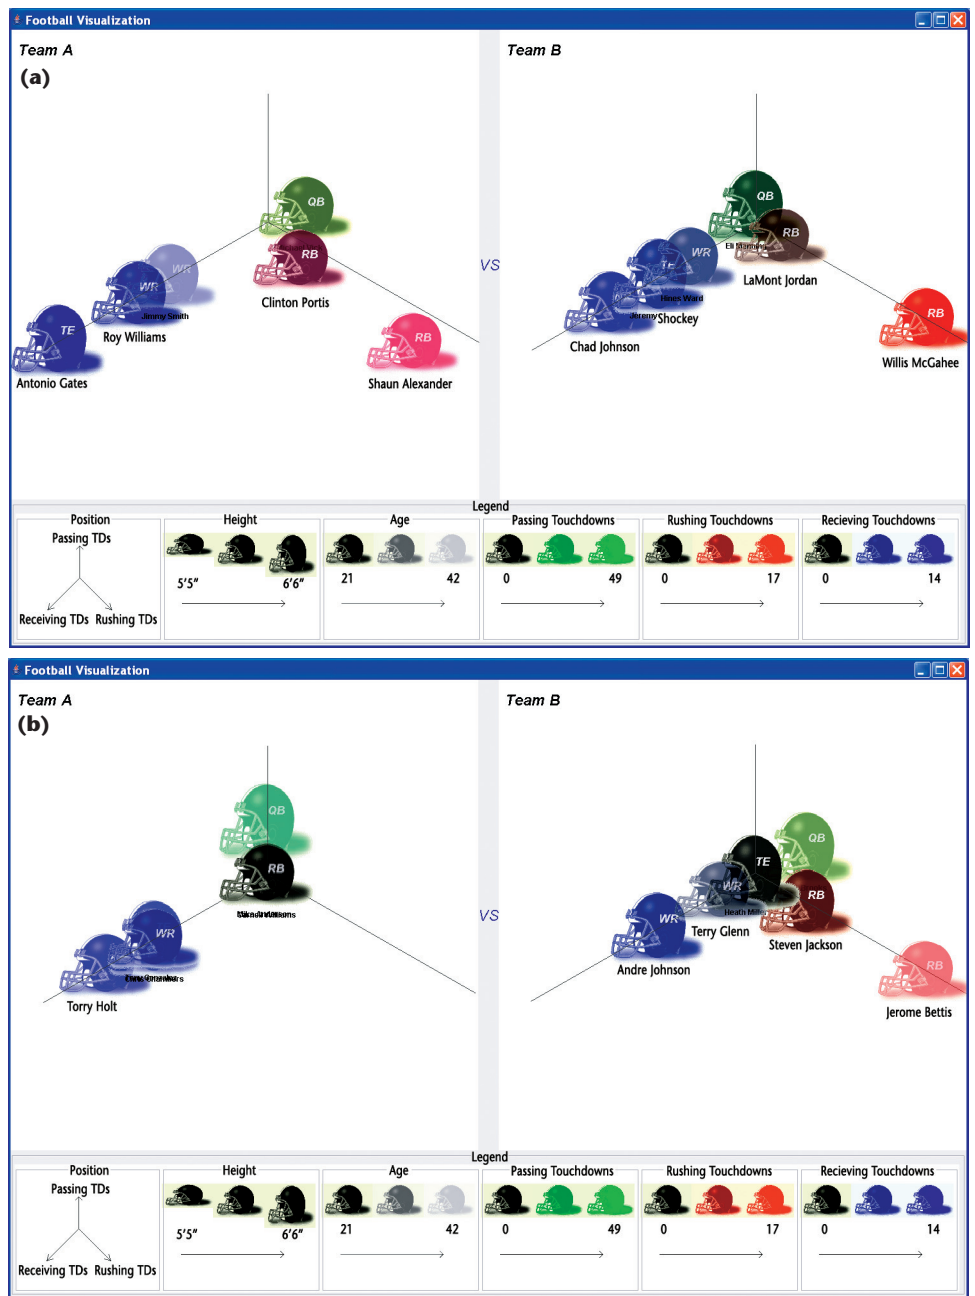 Football Visualization
Team A
Team B
(a)
QB
QB
RB
RB
Eli Manning
WR
WR
TE
WR
VS
LaMont Jordan
Clinton Portis
Hines Ward
Jimmy Smith
Jeremy Shockey
RB
TE
Roy Williams
RB
Chad Johnson
Willis McGahee
Antonio Gates
Shaun Alexander
Legend
Position
Height
Age
Passing Touchdowns
Rushing Touchdowns
Recieving Touchdowns
Passing TDs
5'5"
6'6"
21
42
0
49
0
17
0
14
Receiving TDs
Rushing TDs
Football Visualization
Team A
Team B
(b)
QB
QB
TE
RB
WR
RB
Heath
VS
WR
WR
Terry Glenn
Steven Jackson
Andre Johnson
RB
Torry Holt
Jerome Bettis
Legend
Position
Height
Age
Passing Touchdowns
Rushing Touchdowns
Recieving Touchdowns
Passing TDs
5'5"
6'6"
21
42
0
49
0
17
0
14
Receiving TDs
Rushing TDs